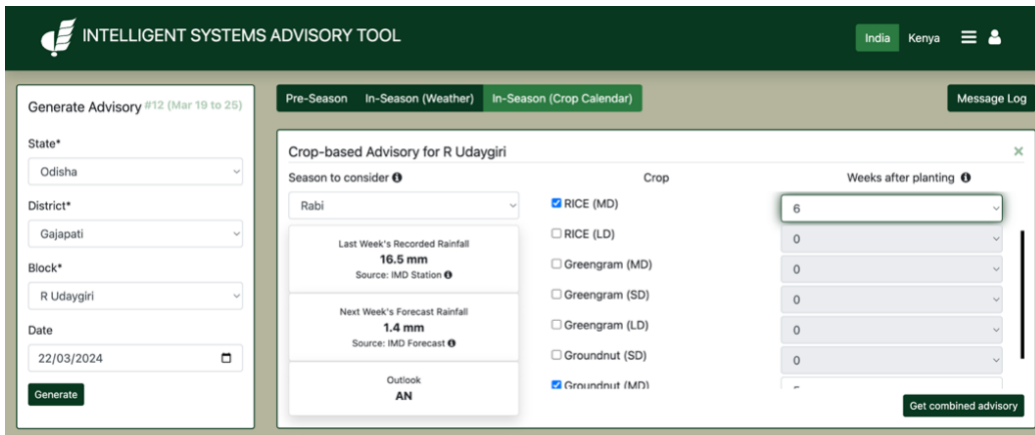 INTELLIGENT SYSTEMS ADVISORY TOOL
India Kenya
Generate Advisory #12 (Mar 19 to 25)
State*
Odisha
District*
Gajapati
Block*
R Udaygiri
Date
22/03/2024
Generate
Pre-Season In-Season (Weather) In-Season (Crop Calendar)
Message Log
Crop-based Advisory for R Udaygiri
Season to consider
Rabi
Last Week's Recorded Rainfall
16.5 mm
Source: IMD Station
Next Week's Forecast Rainfall
1.4 mm
Source: IMD Forecast
Outlook
AN
Crop Weeks after planting
RICE (MD) 6
RICE (LD) 0
Greengram (MD) 0
Greengram (SD) 0
Greengram (LD) 0
Groundnut (SD) 0
Groundnut (MD)
Get combined advisory